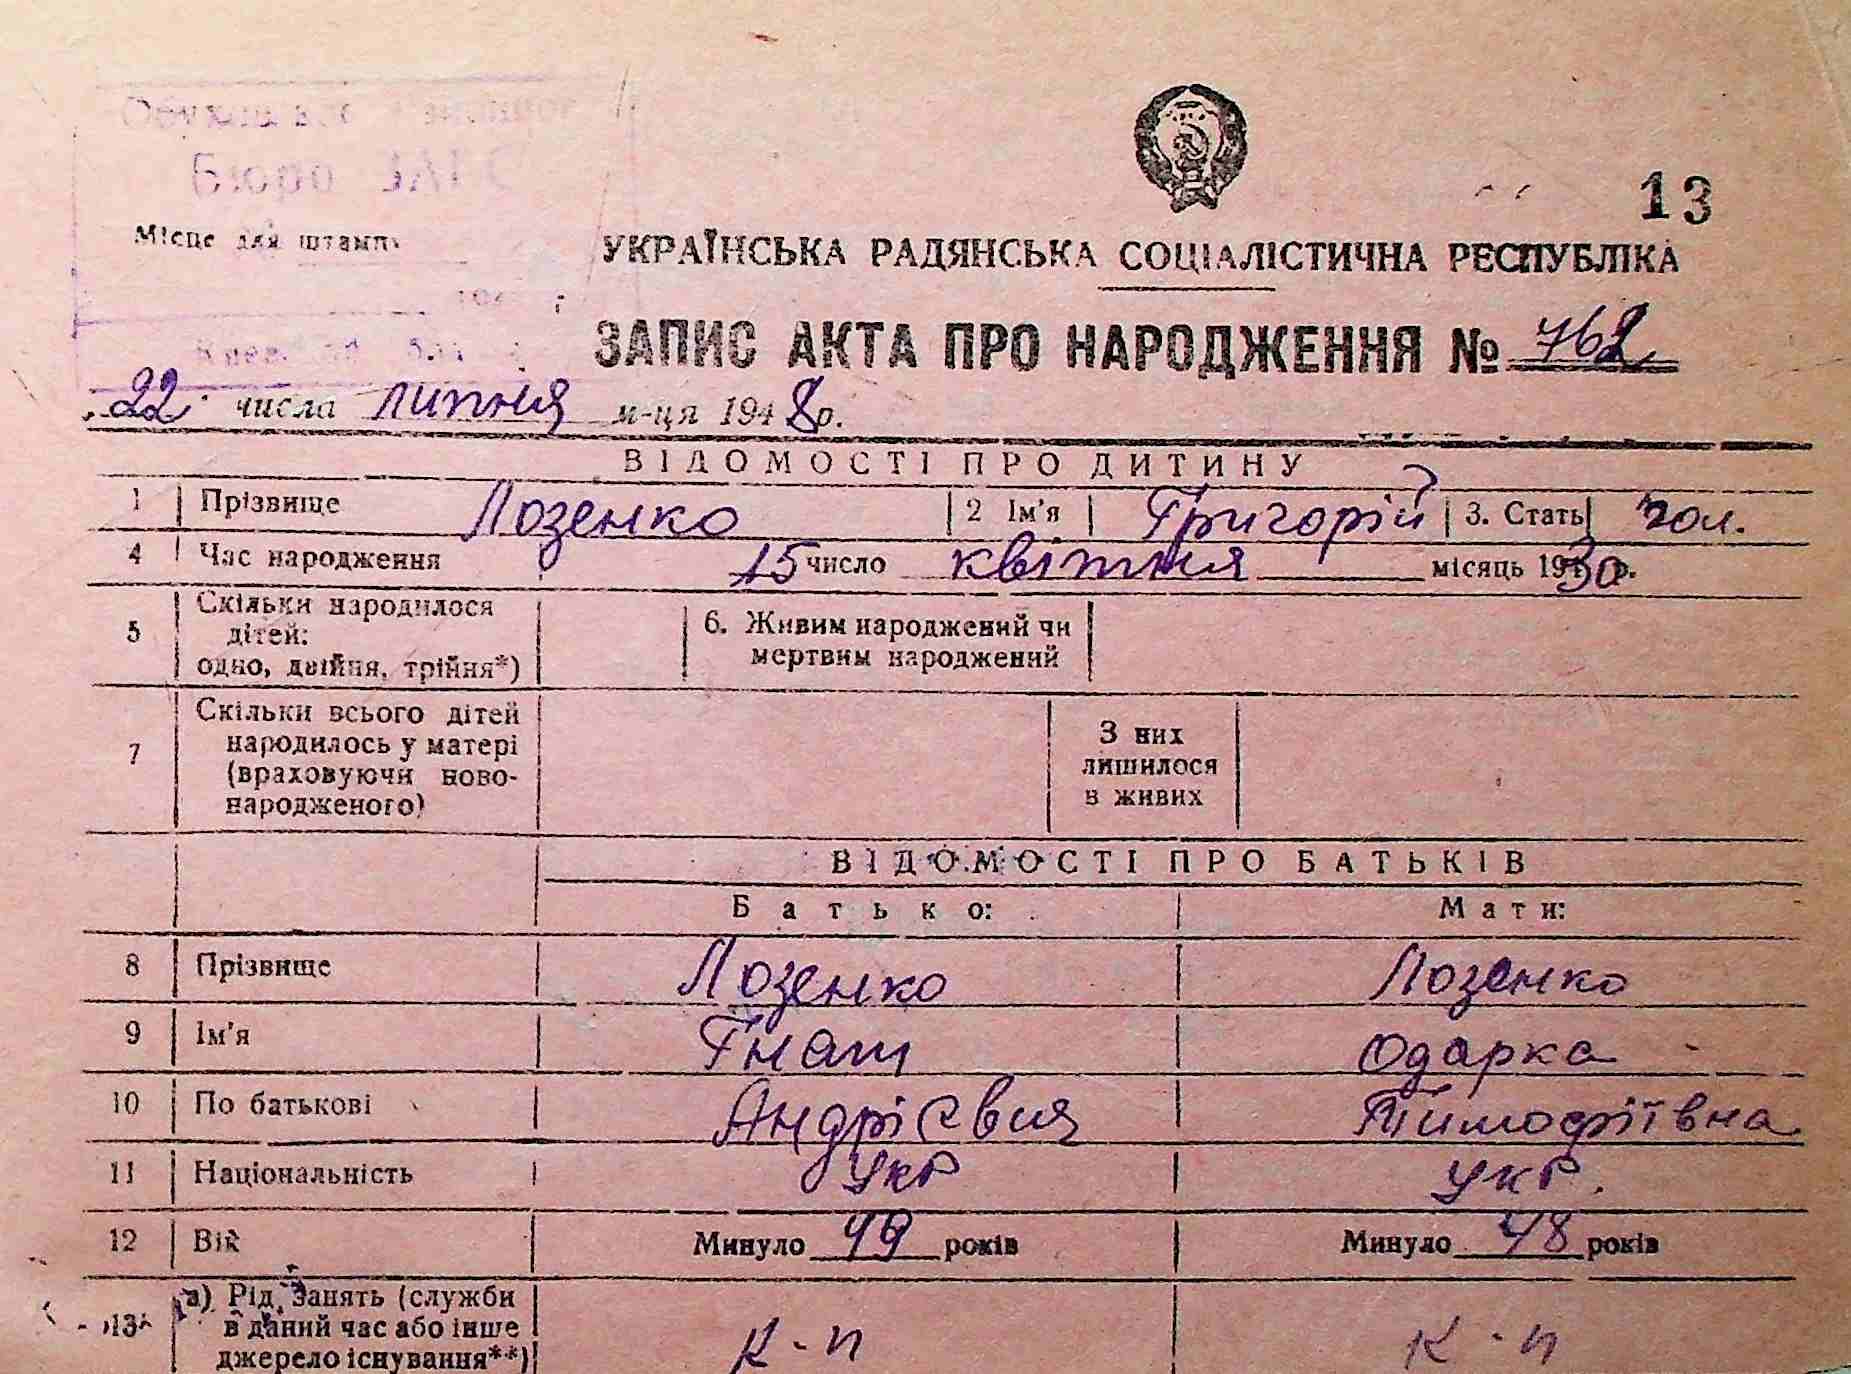 Бюро ЗАГС
Місце для штампу
13
УКРАЇНСЬКА РАДЯНСЬКА СОЦІАЛІСТИЧНА РЕСПУБЛІКА
ЗАПИС АКТА ПРО НАРОДЖЕННЯ № 762
22 числа липня м-ця 1948р.
ВІДОМОСТІ ПРО ДИТИНУ
1 Прізвище Лозенко 2 Ім'я Григорій 3. Стать чол.
4 Час народження 15 число квітня місяць 1930р.
5 Скільки народилося
дітей:
одно, двійня, трійня*)
6. Живим народжений чи
мертвим народжений
7 Скільки всього дітей
народилось у матері
(враховуючи ново-
народженого)
З них
лишилося
в живих
ВІДОМОСТІ ПРО БАТЬКІВ
Батько: Мати:
8 Прізвище Лозенко Лозенко
9 Ім'я Гнат Одарка
10 По батькові Андрієвич Тимофіївна
11 Національність укр укр.
12 Вік Минуло 49 років Минуло 48 років
13 а) Рід занять (служби
в даний час або інше
джерело існування**) к-п к-п